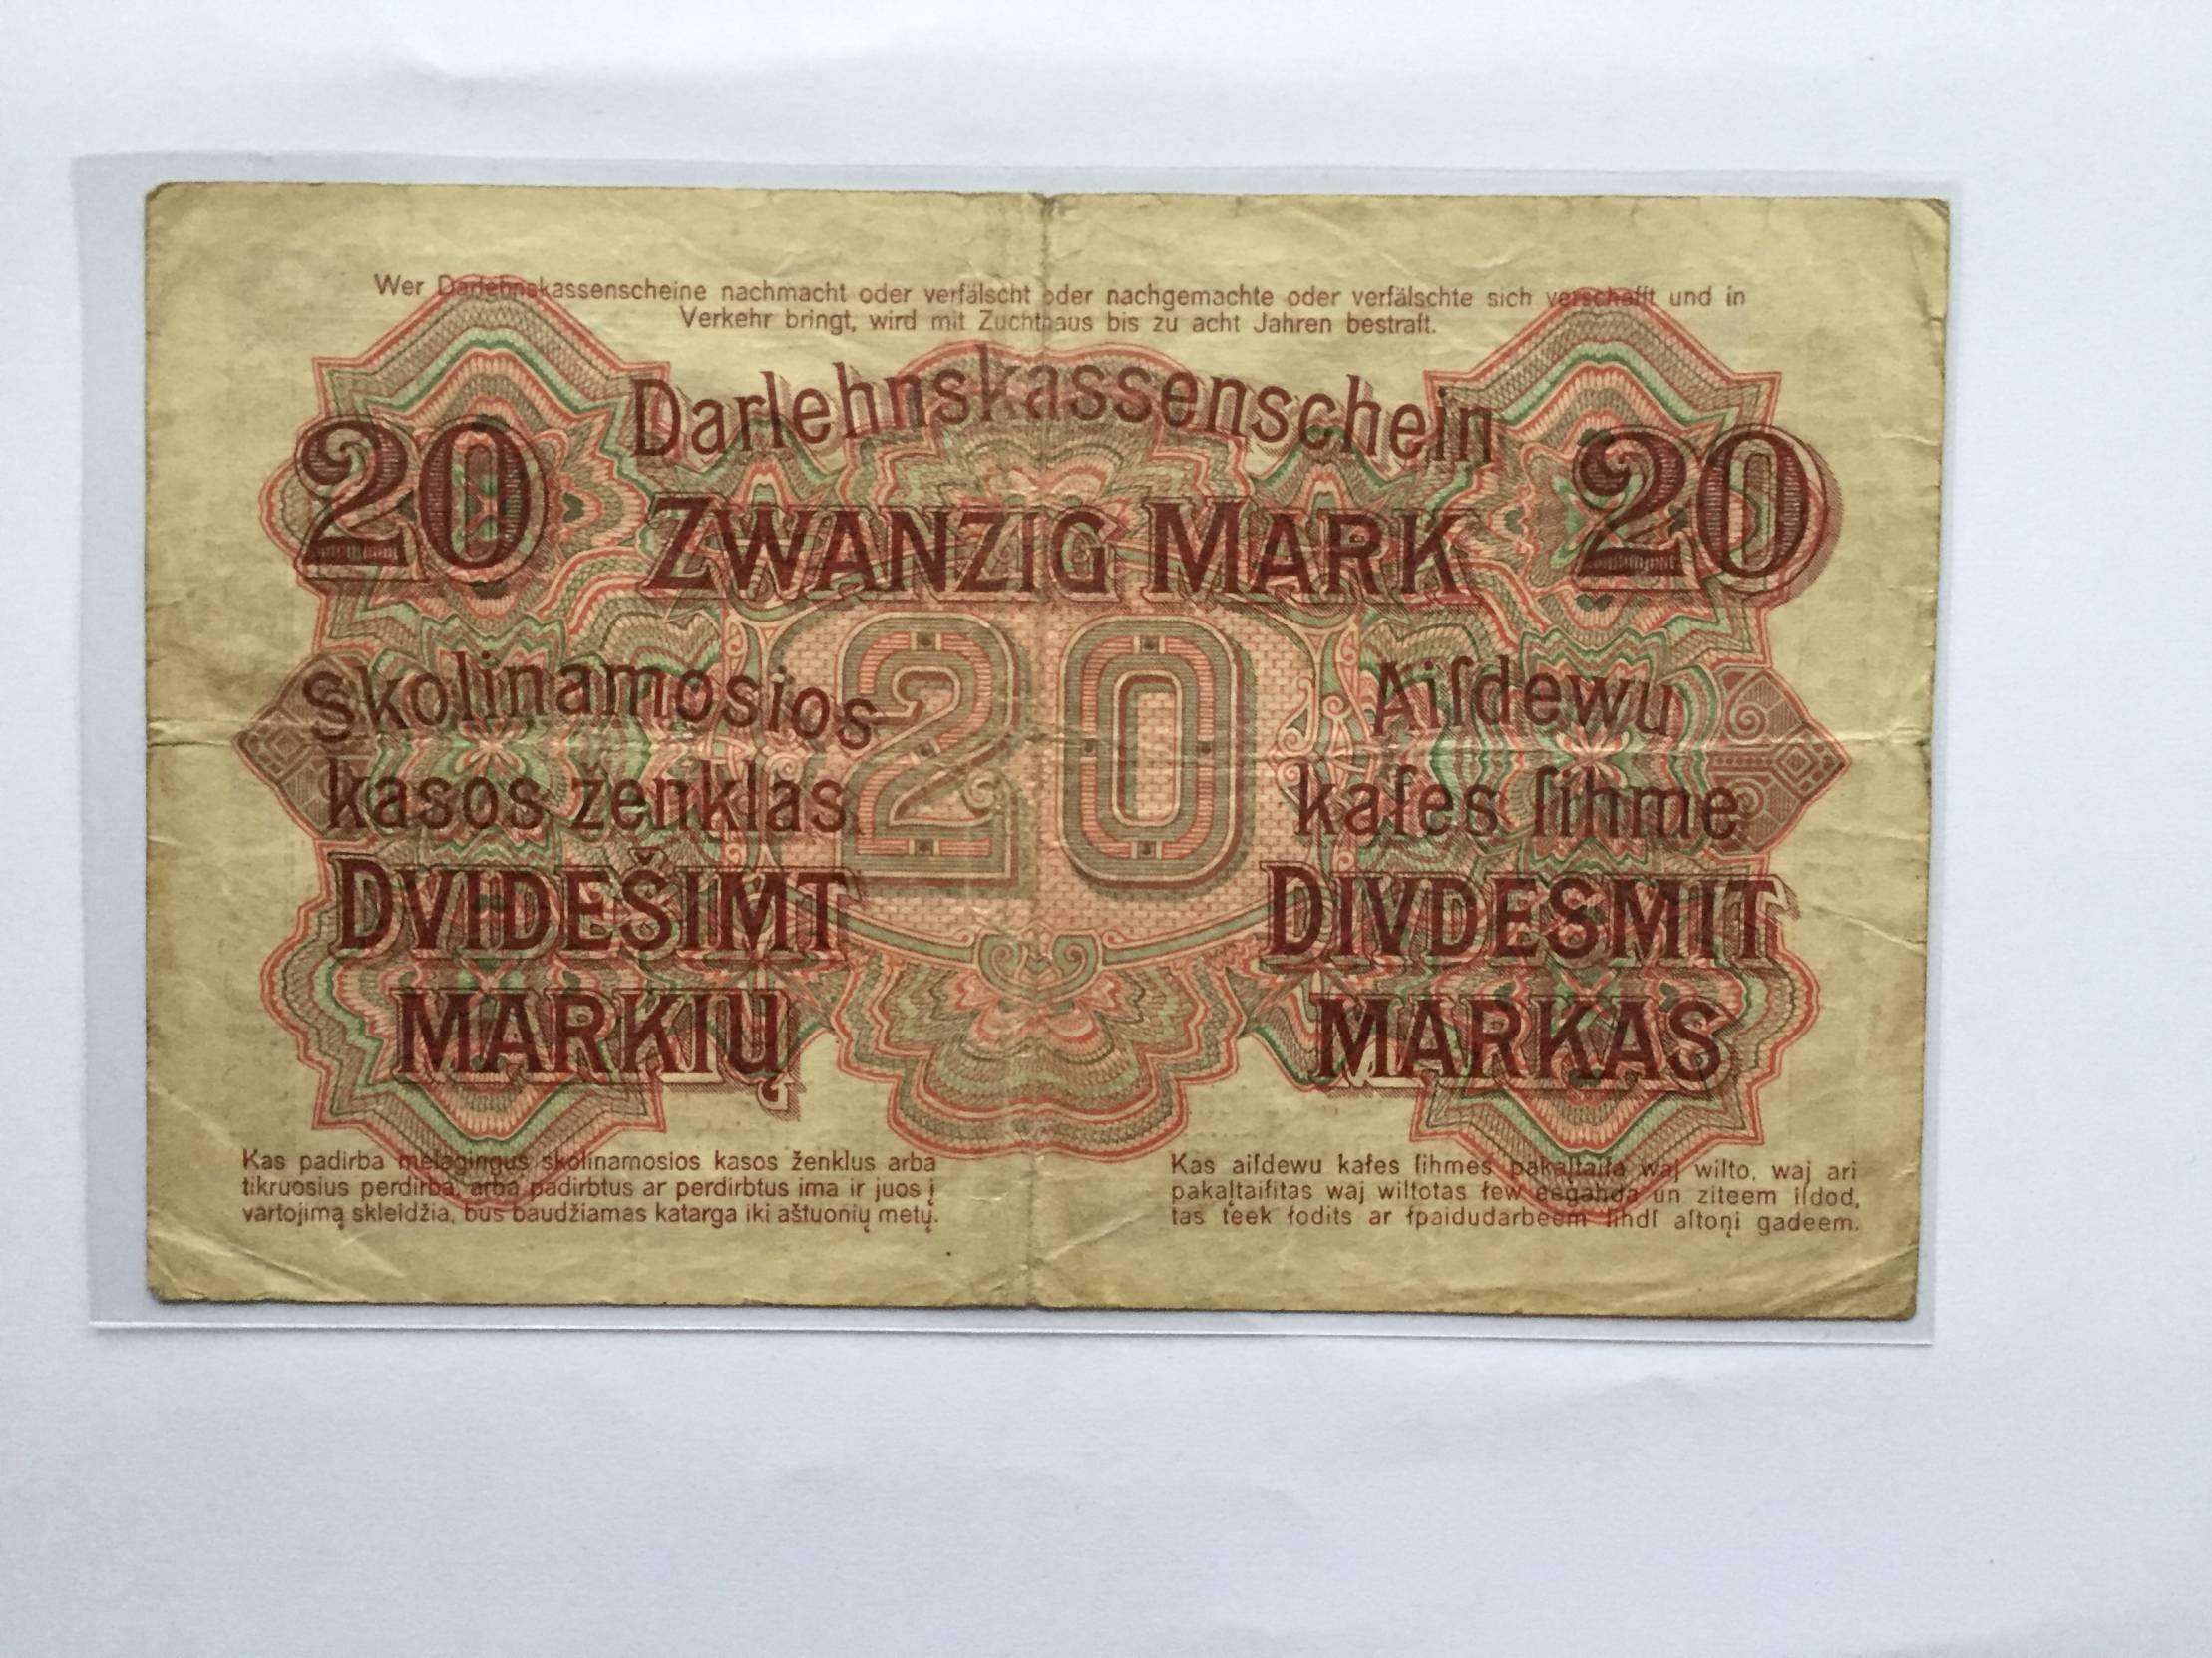 Wer Darlehnskassenscheine nachmacht oder verfälscht oder nachgemachte oder verfälschte sich verschafft und in
Verkehr bringt, wird mit Zuchthaus bis zu acht Jahren bestraft.
20 Darlehnskassenschein 20
ZWANZIG MARK
20
Skolinamosios
kasos ženklas
DVIDEŠIMT
MARKIŲ
Aiſdewu
kaſes ſihme
DIVDESMIT
MARKAS
Kas padirba melagingus skolinamosios kasos ženklus arba
tikruosius perdirba, arba padirbtus ar perdirbtus ima ir juos į
vartojimą skleidžia, bus baudžiamas katarga iki aštuonių metų.
Kas aiſdewu kaſes ſihmes pakaļtaiſa waj wilto, waj ari
pakaļtaiſitas waj wiltotas ſew eegahda un ziteem iſdod,
tas teek ſodits ar ſpaidudarbeem lihdſ aſtoņi gadeem.